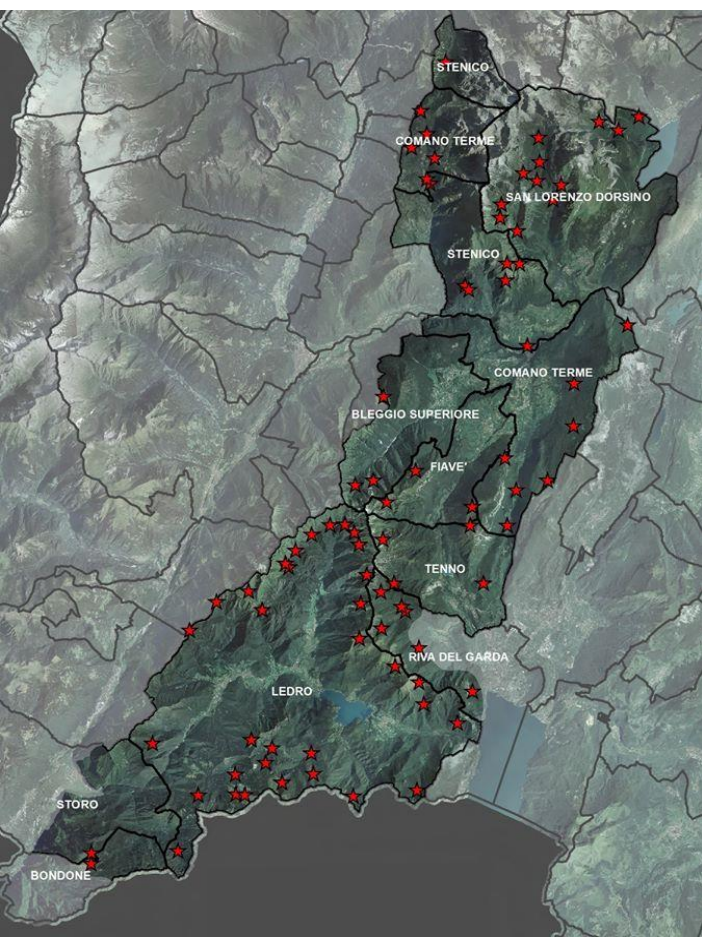 STENICO
COMANO TERME
SAN LORENZO DORSINO
STENICO
COMANO TERME
BLEGGIO SUPERIORE
FIAVE'
TENNO
RIVA DEL GARDA
LEDRO
STORO
BONDONE